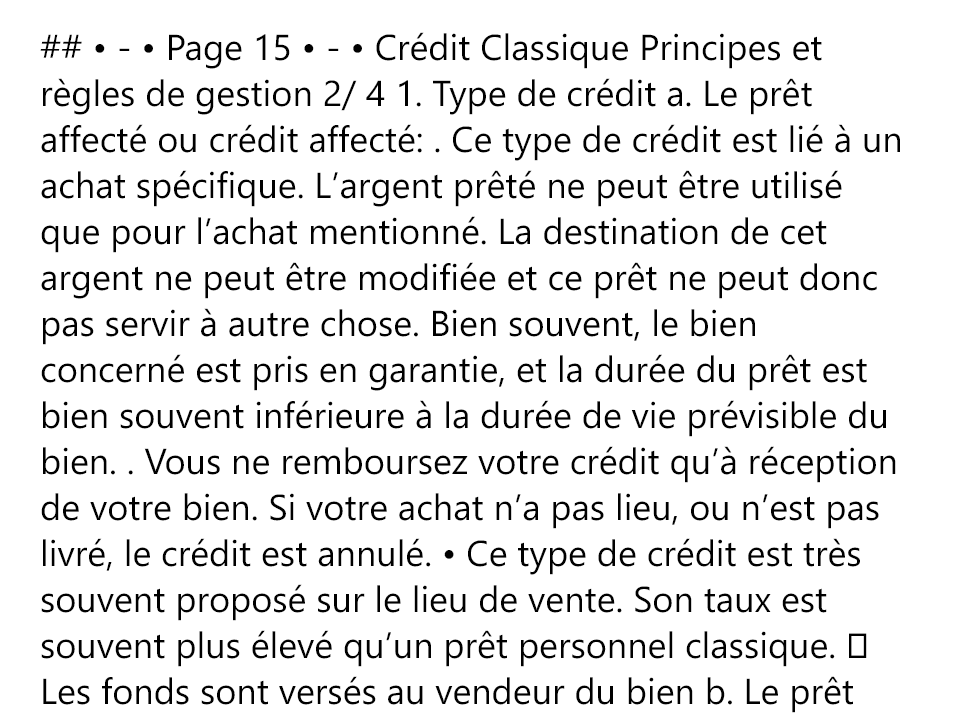 ## • - • Page 15 • - • Crédit Classique Principes et
règles de gestion 2/ 4 1. Type de crédit a. Le prêt
affecté ou crédit affecté: . Ce type de crédit est lié à un
achat spécifique. L’argent prêté ne peut être utilisé
que pour l’achat mentionné. La destination de cet
argent ne peut être modifiée et ce prêt ne peut donc
pas servir à autre chose. Bien souvent, le bien
concerné est pris en garantie, et la durée du prêt est
bien souvent inférieure à la durée de vie prévisible du
bien. . Vous ne remboursez votre crédit qu’à réception
de votre bien. Si votre achat n’a pas lieu, ou n’est pas
livré, le crédit est annulé. • Ce type de crédit est très
souvent proposé sur le lieu de vente. Son taux est
souvent plus élevé qu’un prêt personnel classique. 
Les fonds sont versés au vendeur du bien b. Le prêt